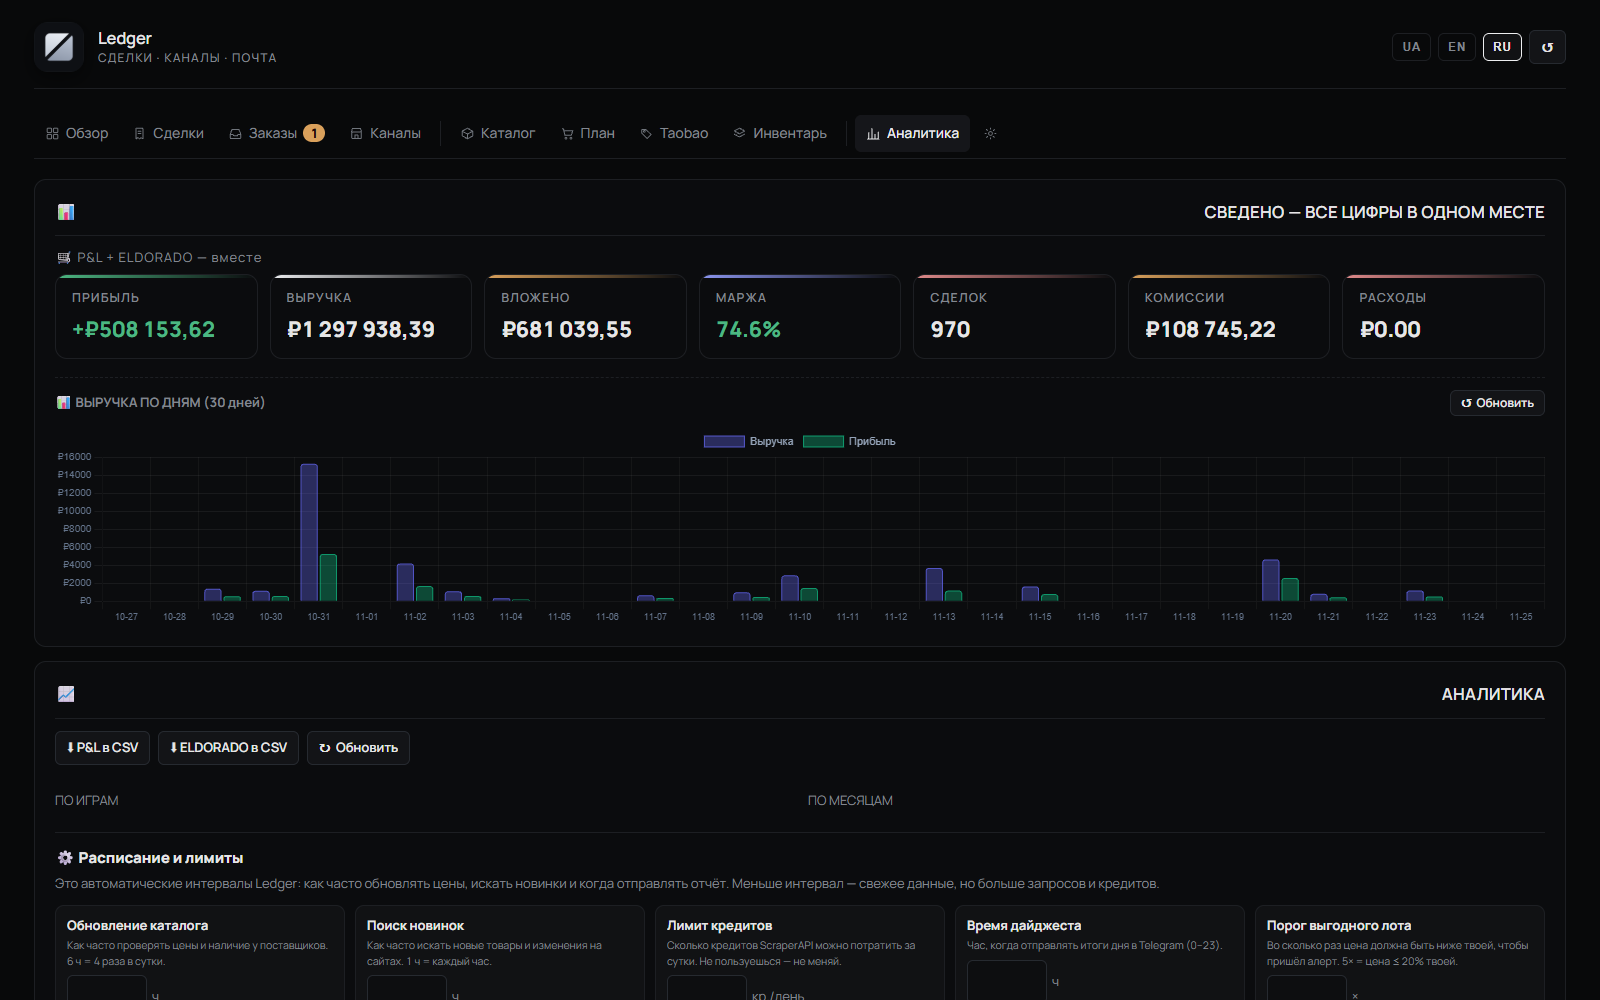 Ledger
СДЕЛКИ · КАНАЛЫ · ПОЧТА
UA EN RU
Обзор Сделки Заказы 1 Каналы Каталог План Taobao Инвентарь Аналитика
СВЕДЕНО — ВСЕ ЦИФРЫ В ОДНОМ МЕСТЕ
P&L + ELDORADO — вместе
ПРИБЫЛЬ ВЫРУЧКА ВЛОЖЕНО МАРЖА СДЕЛОК КОМИССИИ РАСХОДЫ
+₽508 153,62 ₽1 297 938,39 ₽681 039,55 74.6% 970 ₽108 745,22 ₽0.00
ВЫРУЧКА ПО ДНЯМ (30 дней) ↺ Обновить
Выручка Прибыль
₽16000
₽14000
₽12000
₽10000
₽8000
₽6000
₽4000
₽2000
₽0
10-27 10-28 10-29 10-30 10-31 11-01 11-02 11-03 11-04 11-05 11-06 11-07 11-08 11-09 11-10 11-11 11-12 11-13 11-14 11-15 11-16 11-17 11-18 11-19 11-20 11-21 11-22 11-23 11-24 11-25
АНАЛИТИКА
⬇ P&L в CSV ⬇ ELDORADO в CSV ↻ Обновить
ПО ИГРАМ ПО МЕСЯЦАМ
Расписание и лимиты
Это автоматические интервалы Ledger: как часто обновлять цены, искать новинки и когда отправлять отчёт. Меньше интервал — свежее данные, но больше запросов и кредитов.
Обновление каталога
Как часто проверять цены и наличие у поставщиков.
6 ч = 4 раза в сутки.
ч
Поиск новинок
Как часто искать новые товары и изменения на
сайтах. 1 ч = каждый час.
ч
Лимит кредитов
Сколько кредитов ScraperAPI можно потратить за
сутки. Не пользуешься — не меняй.
кр./день
Время дайджеста
Час, когда отправлять итоги дня в Telegram (0–23).
ч
Порог выгодного лота
Во сколько раз цена должна быть ниже твоей, чтобы
пришёл алерт. 5× = цена ≤ 20% твоей.
×